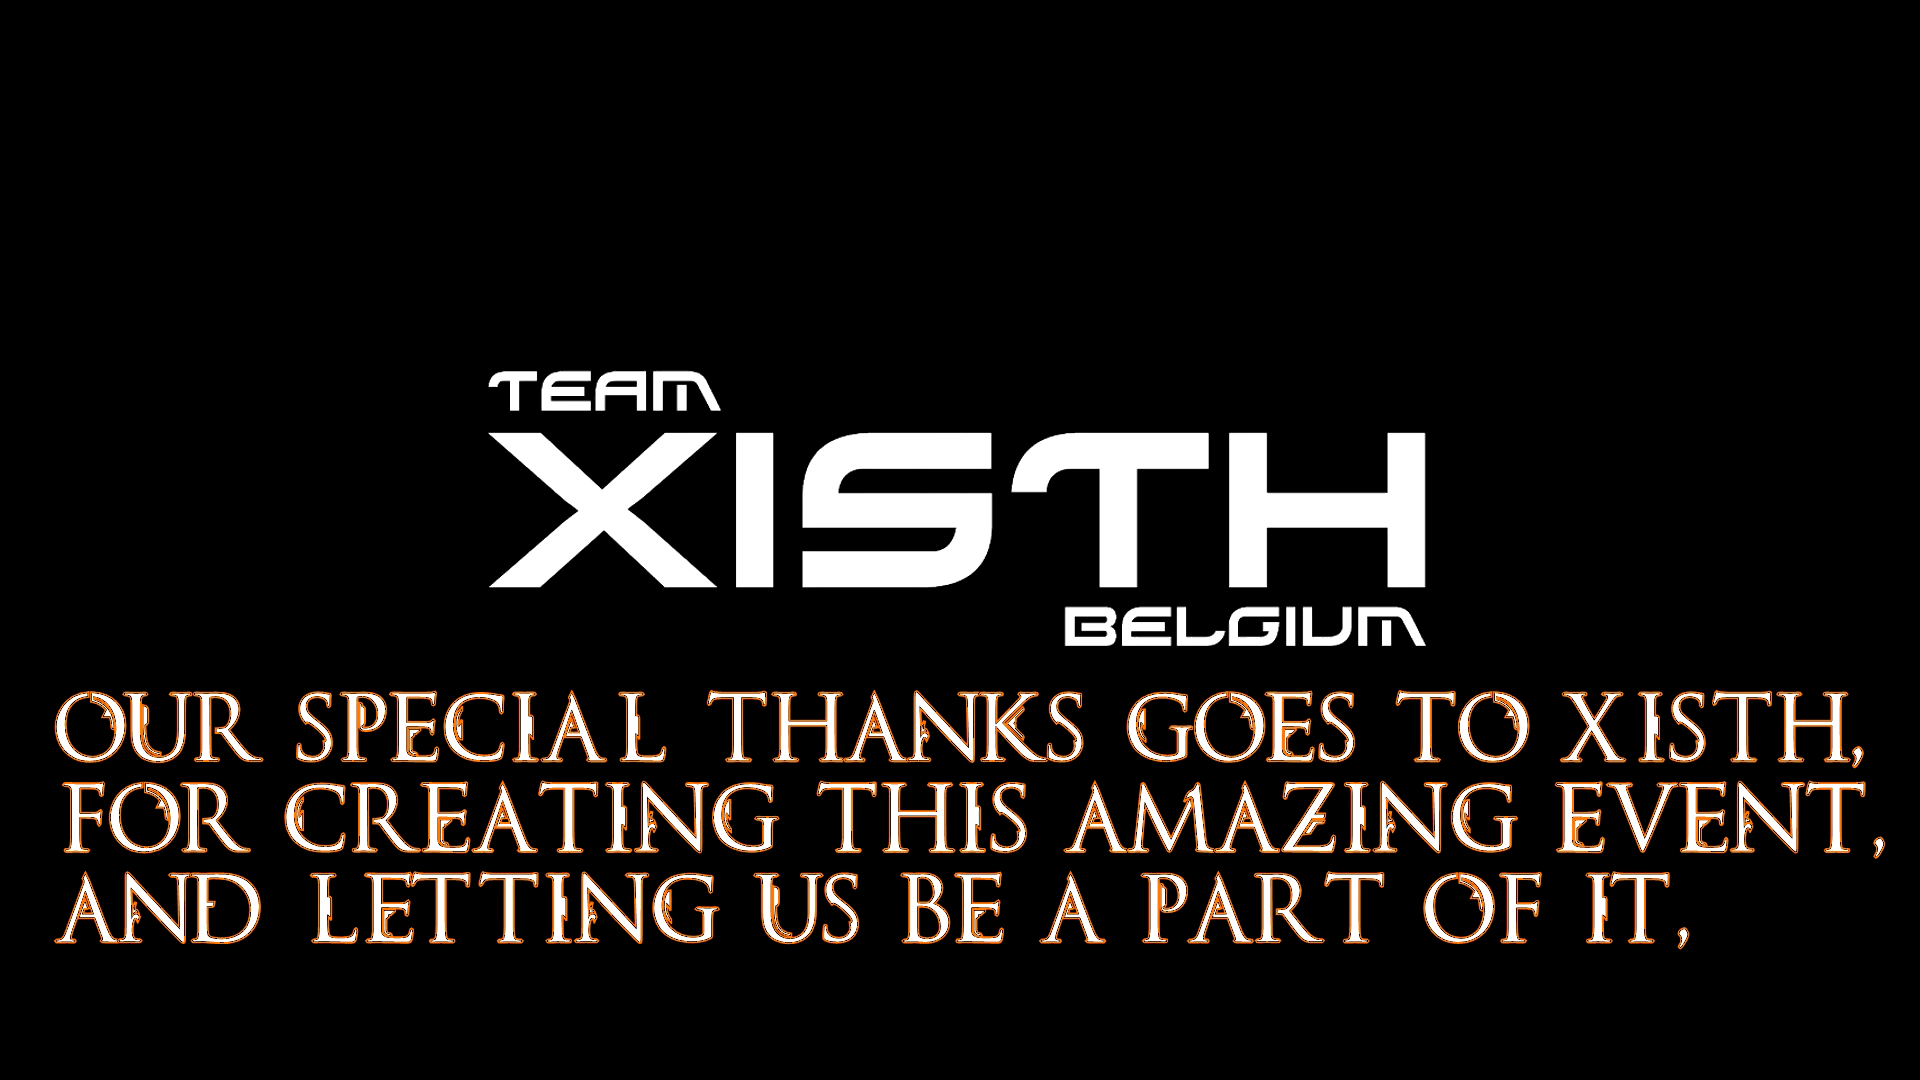 TEAM
XISTH
BELGIUM
OUR SPECIAL THANKS GOES TO XISTH,
FOR CREATING THIS AMAZING EVENT,
AND LETTING US BE A PART OF IT,